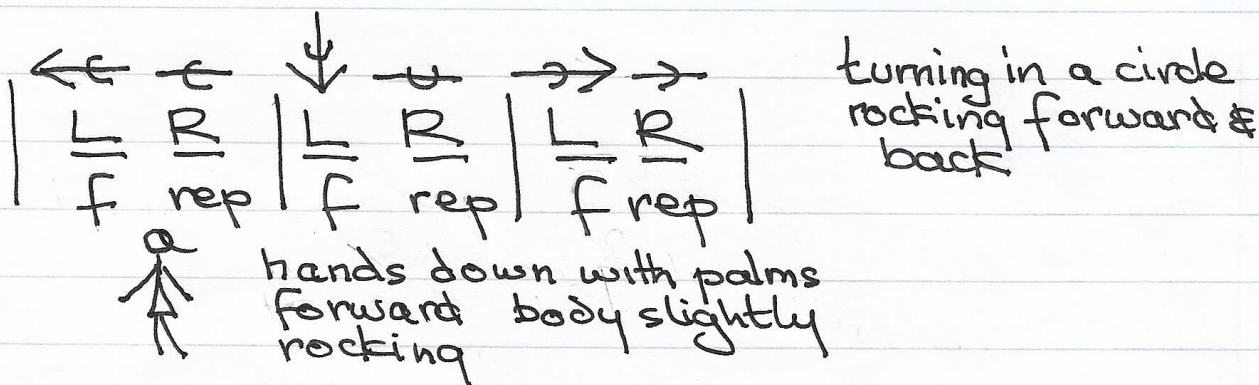 L R L R L R
f rep f rep f rep
turning in a circle
rocking forward &
back
hands down with palms
forward body slightly
rocking